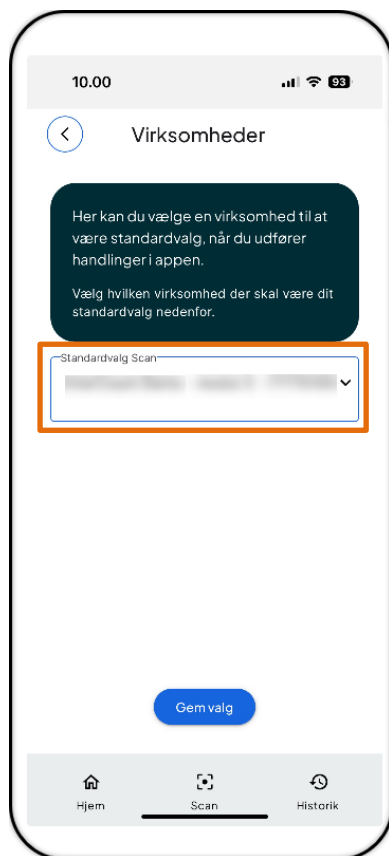 10.00 93
Virksomheder
Her kan du vælge en virksomhed til at
være standardvalg, når du udfører
handlinger i appen.
Vælg hvilken virksomhed der skal være dit
standardvalg nedenfor.
Standardvalg Scan
Gem valg
Hjem Scan Historik